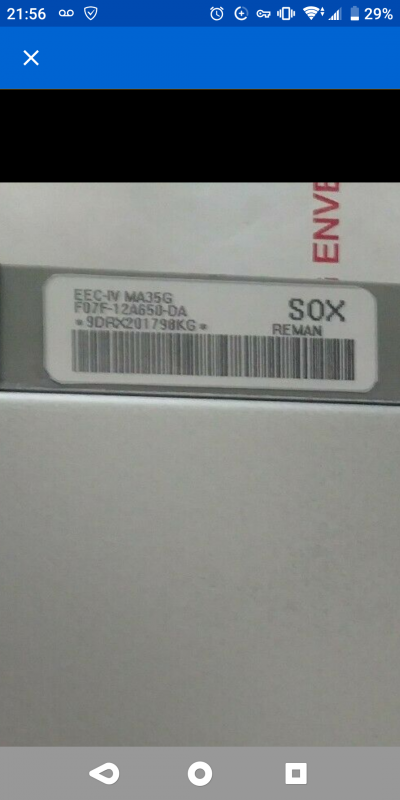 21:56
29%
ENVE
EEC-IV MA35G
F07F-12A650-DA
SOX
*9DRX201798KG*
REMAN